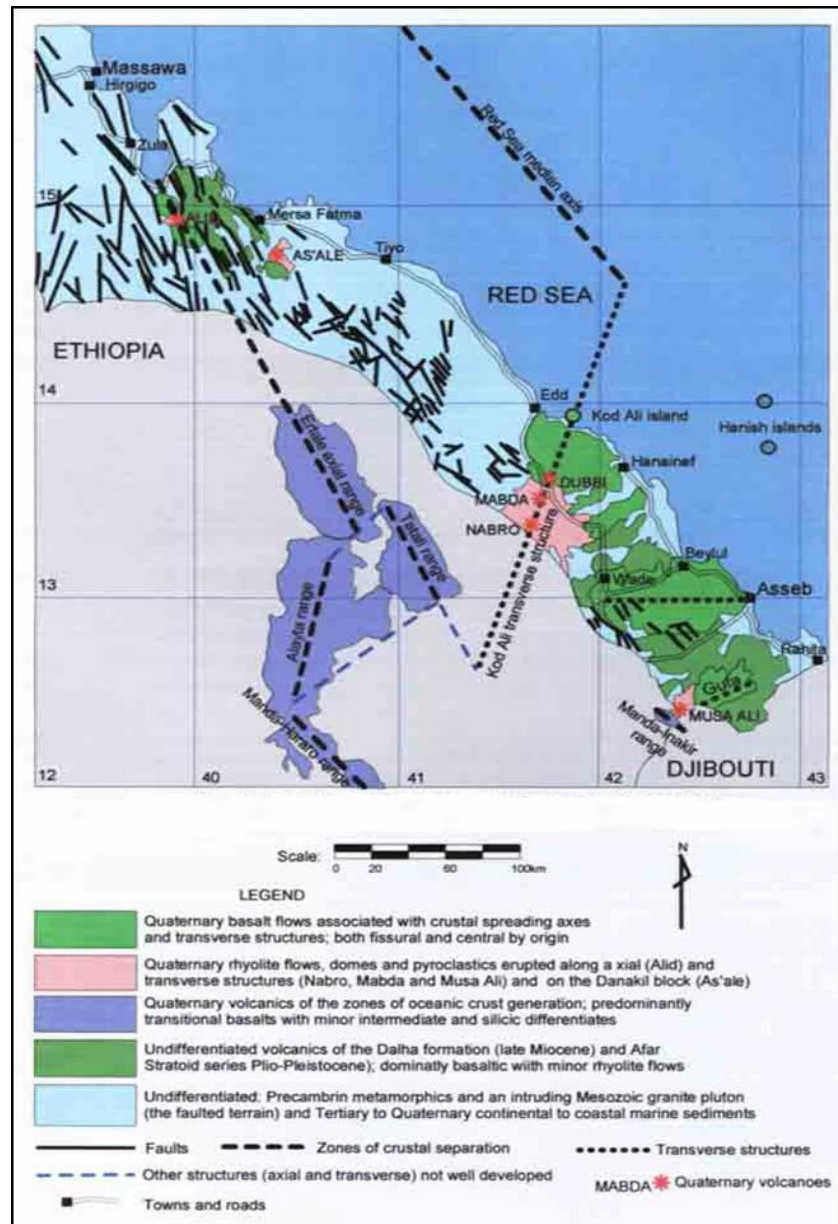 Massawa
Hirgigo
Zula
15
ALID
Mersa Fatma
AS'ALE
Tiyo
Red Sea median axis
RED SEA
ETHIOPIA
14
Edd
Kod Ali island
Hanish islands
Ertale axial range
DUBBI
MABDA
NABRO
Tatali range
Kod Ali transverse structure
Beylul
Wade
13
Asseb
Alayta range
Rahita
MUSA ALI
Manda-Hararo range
Manda-Inakir
range
DJIBOUTI
12
40
41
42
43
Scale:
0 20 60 100km
N
LEGEND
Quaternary basalt flows associated with crustal spreading axes
and transverse structures; both fissural and central by origin
Quaternary rhyolite flows, domes and pyroclastics erupted along a xial (Alid) and
transverse structures (Nabro, Mabda and Musa Ali) and on the Danakil block (As'ale)
Quaternary volcanics of the zones of oceanic crust generation; predominantly
transitional basalts with minor intermediate and silicic differentiates
Undifferentiated volcanics of the Dalha formation (late Miocene) and Afar
Stratoid series Plio-Pleistocene); dominatly basaltic wiith minor rhyolite flows
Undifferentiated: Precambrin metamorphics and an intruding Mesozoic granite pluton
(the faulted terrain) and Tertiary to Quaternary continental to coastal marine sediments
Faults
Zones of crustal separation
Transverse structures
Other structures (axial and transverse) not well developed
MABDA
Quaternary volcanoes
Towns and roads